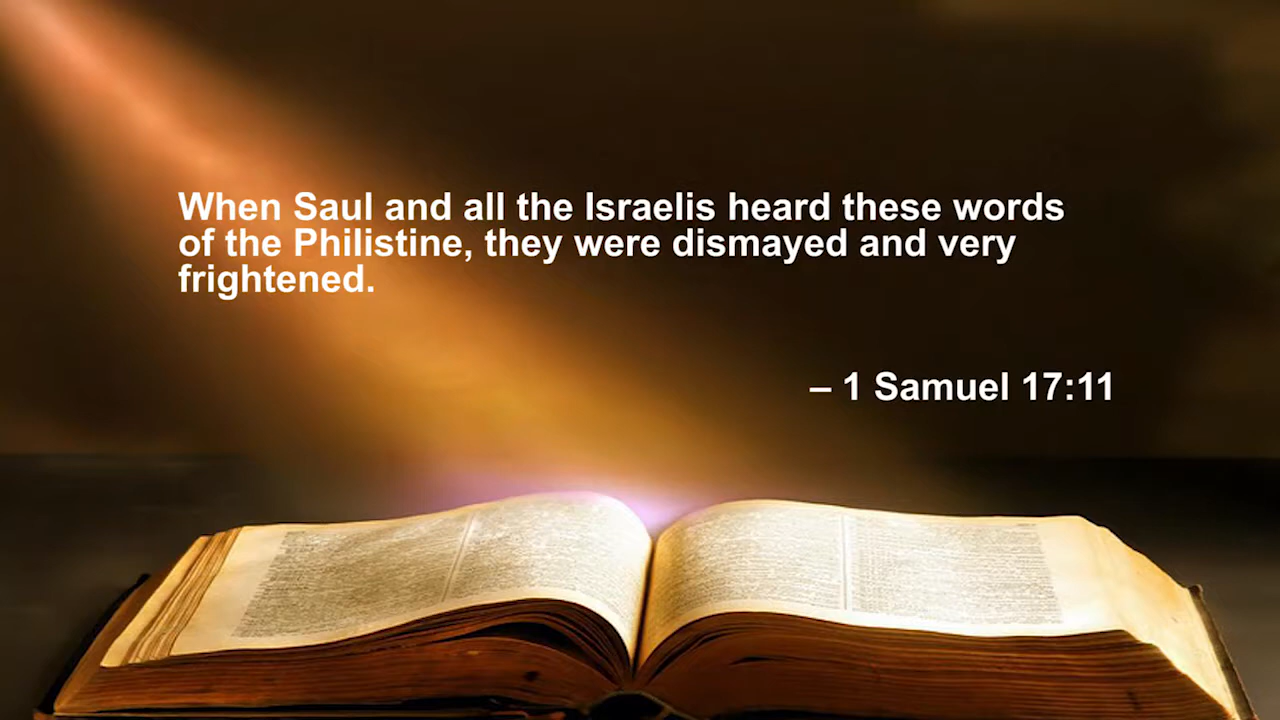 When Saul and all the Israelis heard these words
of the Philistine, they were dismayed and very
frightened.
– 1 Samuel 17:11